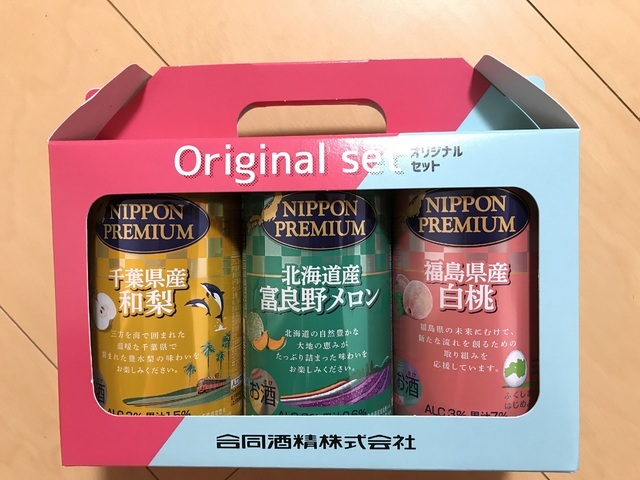 Original set
オリジナル
セット
NIPPON
PREMIUM
千葉県産
和梨
三方を海で囲まれた
温暖な千葉県で
育まれた豊水梨の味わいを
お楽しみください。
お酒
NIPPON
PREMIUM
北海道産
富良野メロン
北海道の自然豊かな
大地の恵みが
たっぷり詰まった味わいを
お楽しみください。
お酒
NIPPON
PREMIUM
福島県産
白桃
福島県の未来にむけて、
新たな流れを創るための
取り組みを
応援しています。
お酒
ALC.3% 果汁7%
合同酒精株式会社